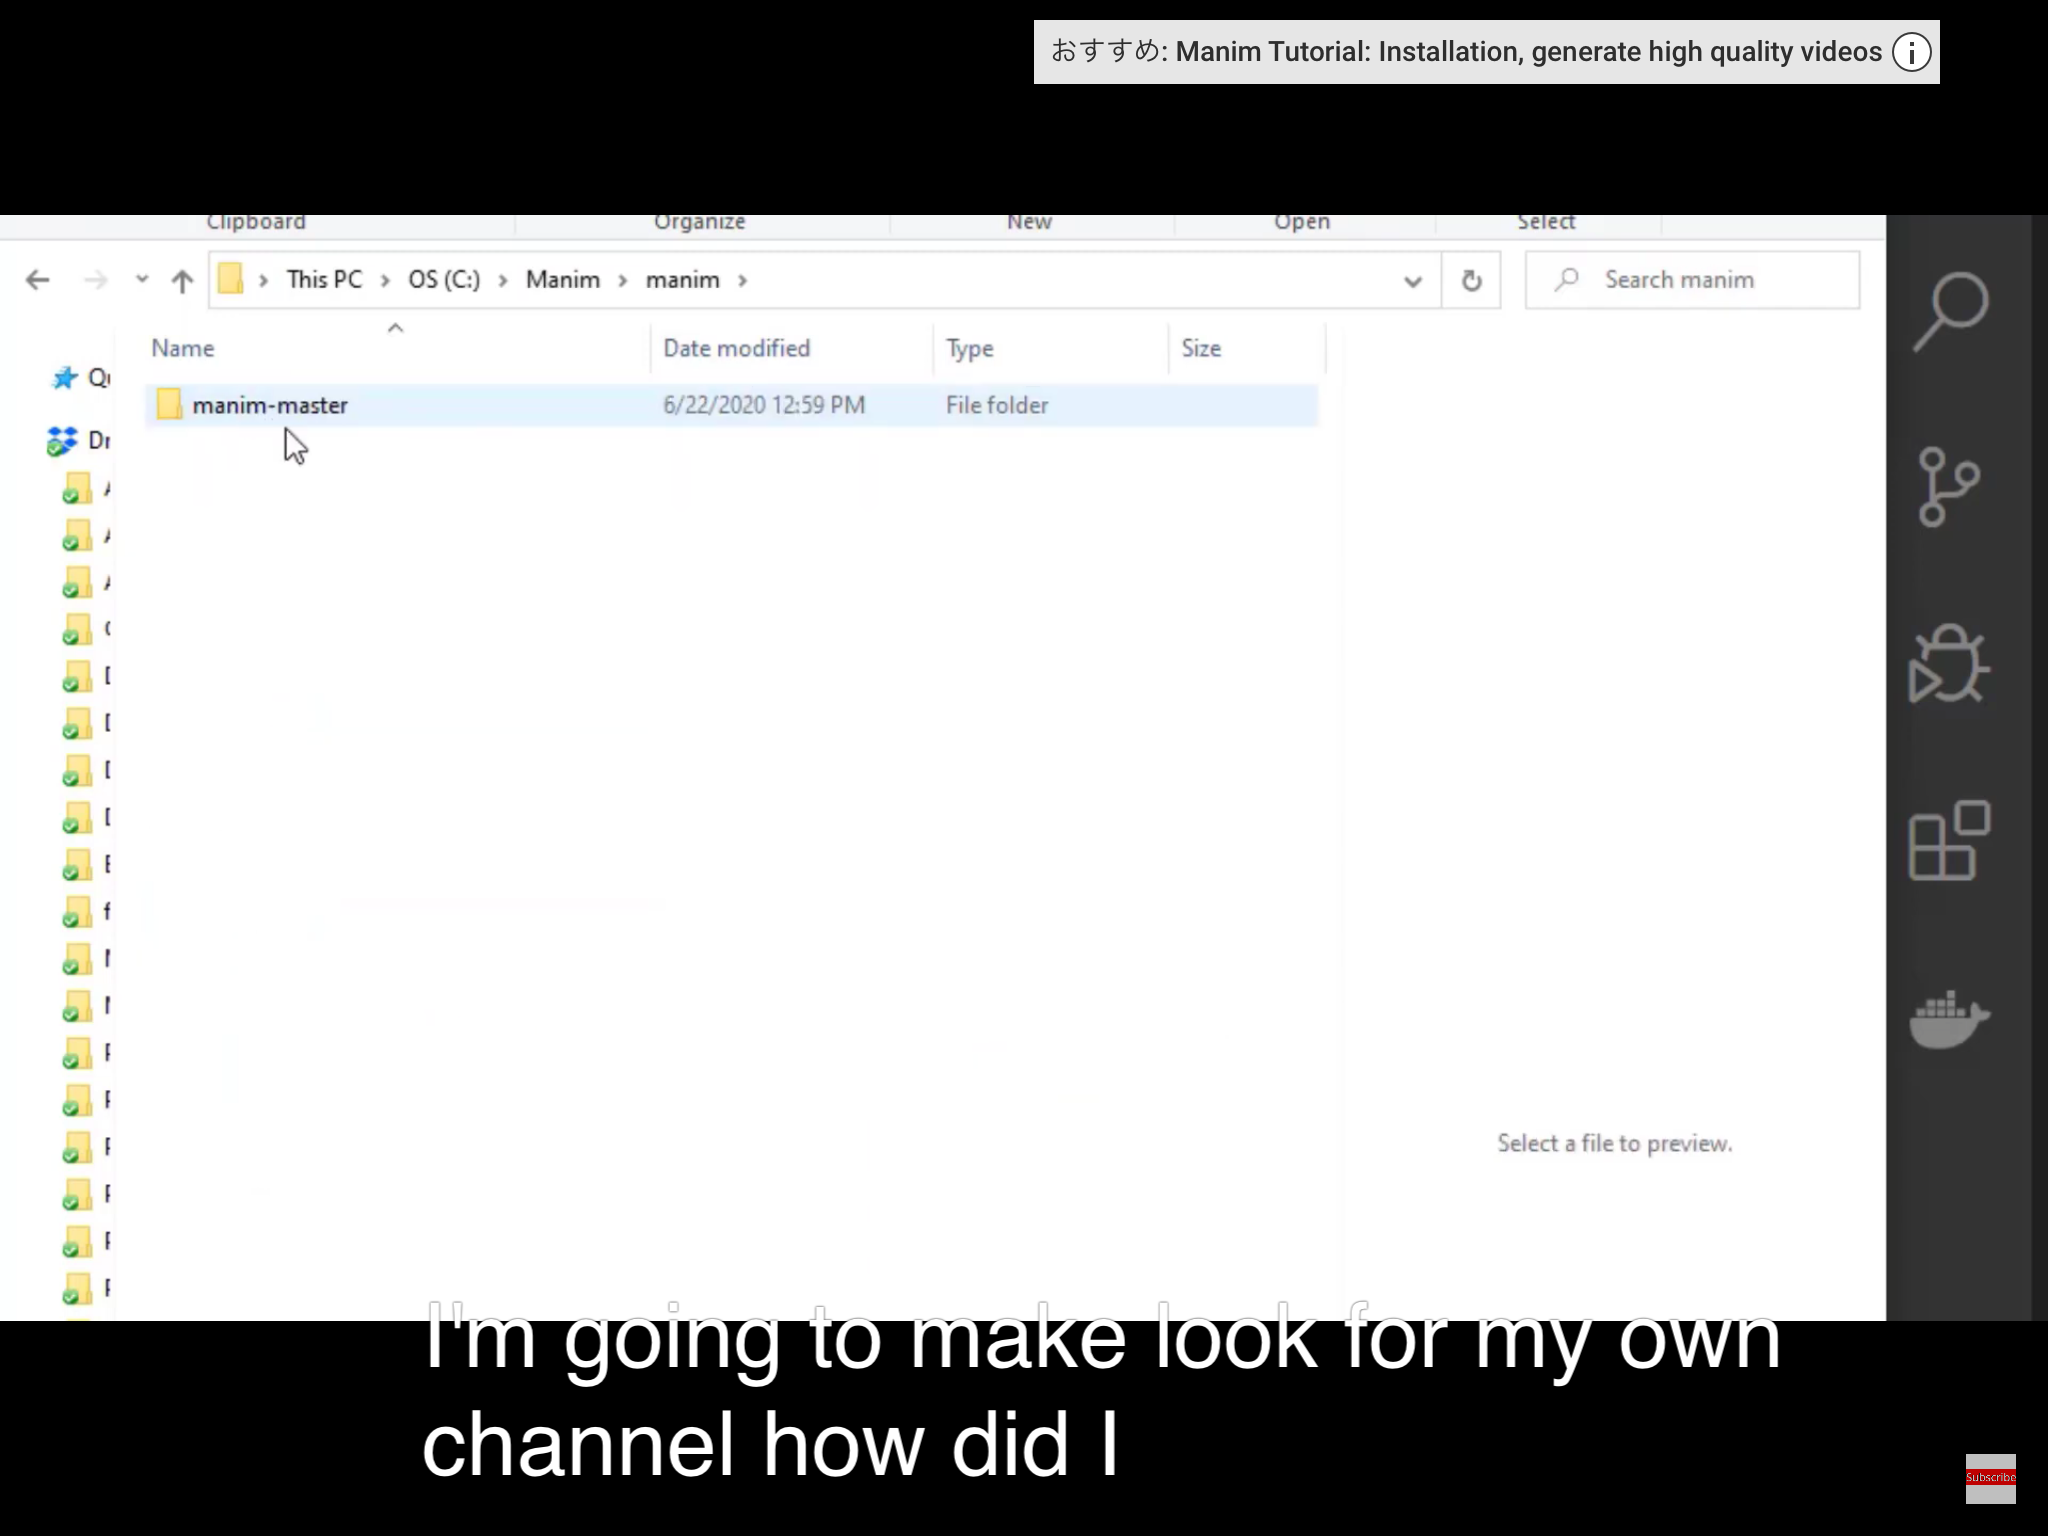 おすすめ: Manim Tutorial: Installation, generate high quality videos
Clipboard Organize New Open Select
This PC OS (C:) Manim manim Search manim
Name Date modified Type Size
manim-master 6/22/2020 12:59 PM File folder
Select a file to preview.
I'm going to make look for my own
channel how did I
Subscribe